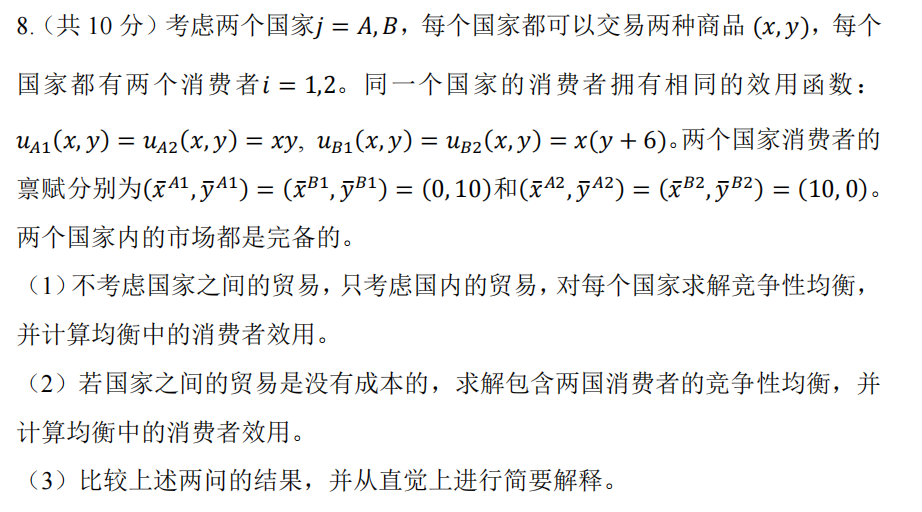 8.（共 10 分）考虑两个国家j = A, B，每个国家都可以交易两种商品 (x, y)，每个
国家都有两个消费者i = 1,2。同一个国家的消费者拥有相同的效用函数：
u_{A1}(x, y) = u_{A2}(x, y) = xy, u_{B1}(x, y) = u_{B2}(x, y) = x(y + 6)。两个国家消费者的
禀赋分别为(x̄^{A1}, ȳ^{A1}) = (x̄^{B1}, ȳ^{B1}) = (0, 10)和(x̄^{A2}, ȳ^{A2}) = (x̄^{B2}, ȳ^{B2}) = (10, 0)。
两个国家内的市场都是完备的。
（1）不考虑国家之间的贸易，只考虑国内的贸易，对每个国家求解竞争性均衡，
并计算均衡中的消费者效用。
（2）若国家之间的贸易是没有成本的，求解包含两国消费者的竞争性均衡，并
计算均衡中的消费者效用。
（3）比较上述两问的结果，并从直觉上进行简要解释。